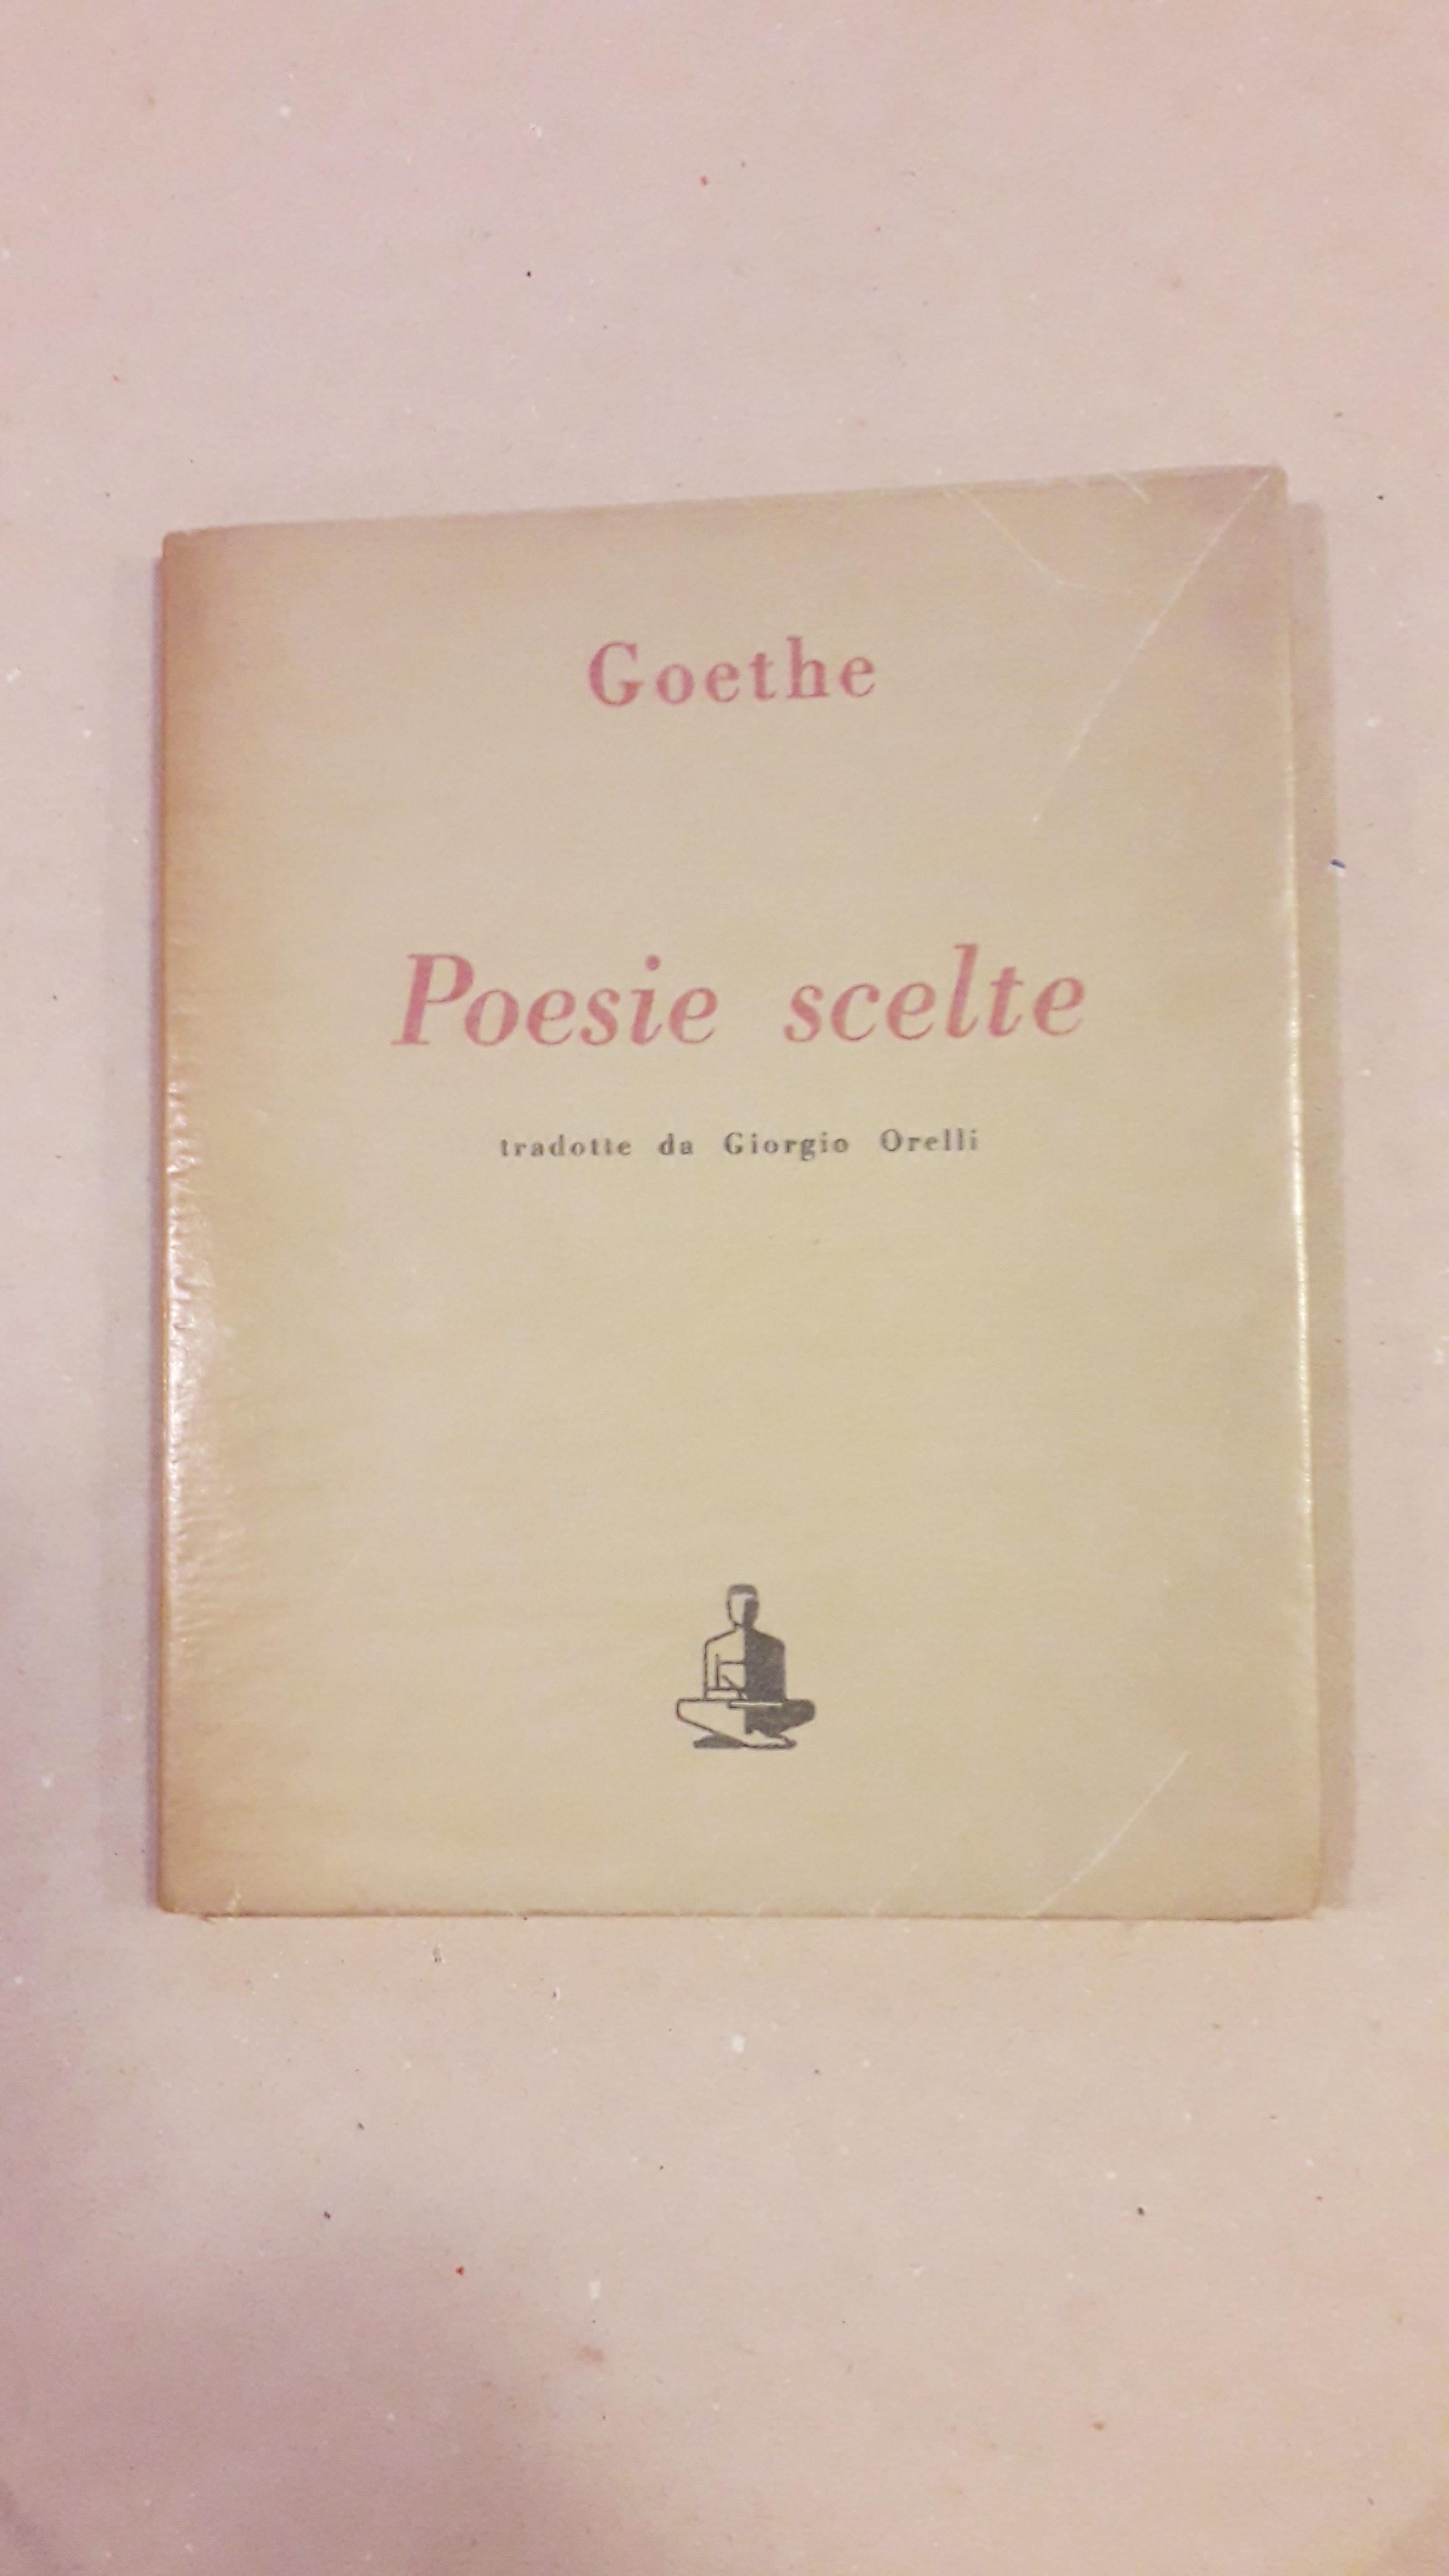 Goethe
Poesie scelte
tradotte da Giorgio Orelli